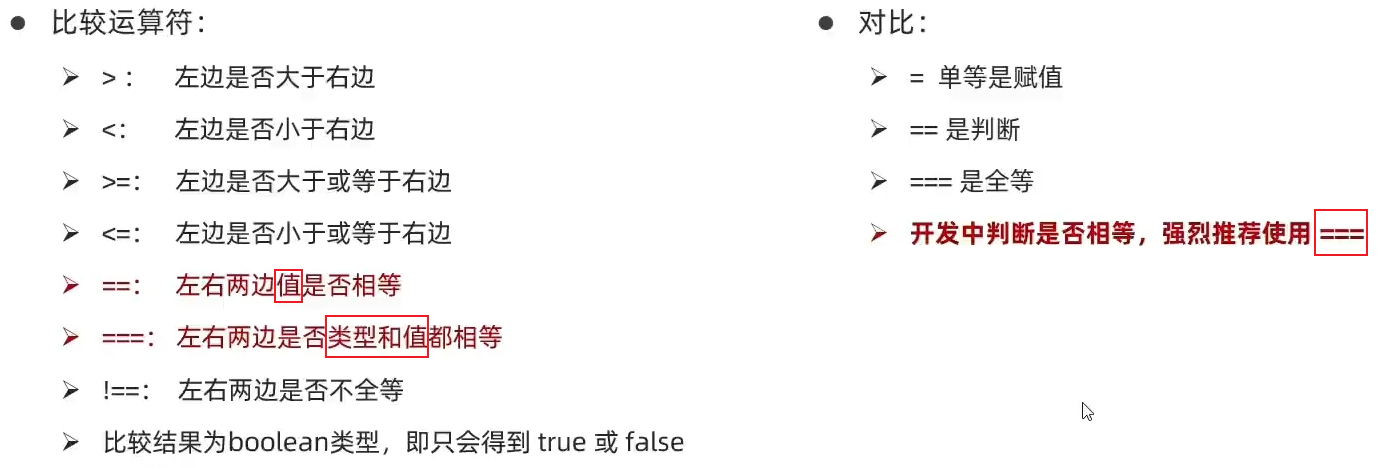 比较运算符：
> ： 左边是否大于右边
<： 左边是否小于右边
>=： 左边是否大于或等于右边
<=： 左边是否小于或等于右边
==： 左右两边值是否相等
===： 左右两边是否类型和值都相等
!==： 左右两边是否不全等
比较结果为boolean类型，即只会得到 true 或 false
对比：
= 单等是赋值
== 是判断
=== 是全等
开发中判断是否相等，强烈推荐使用 ===